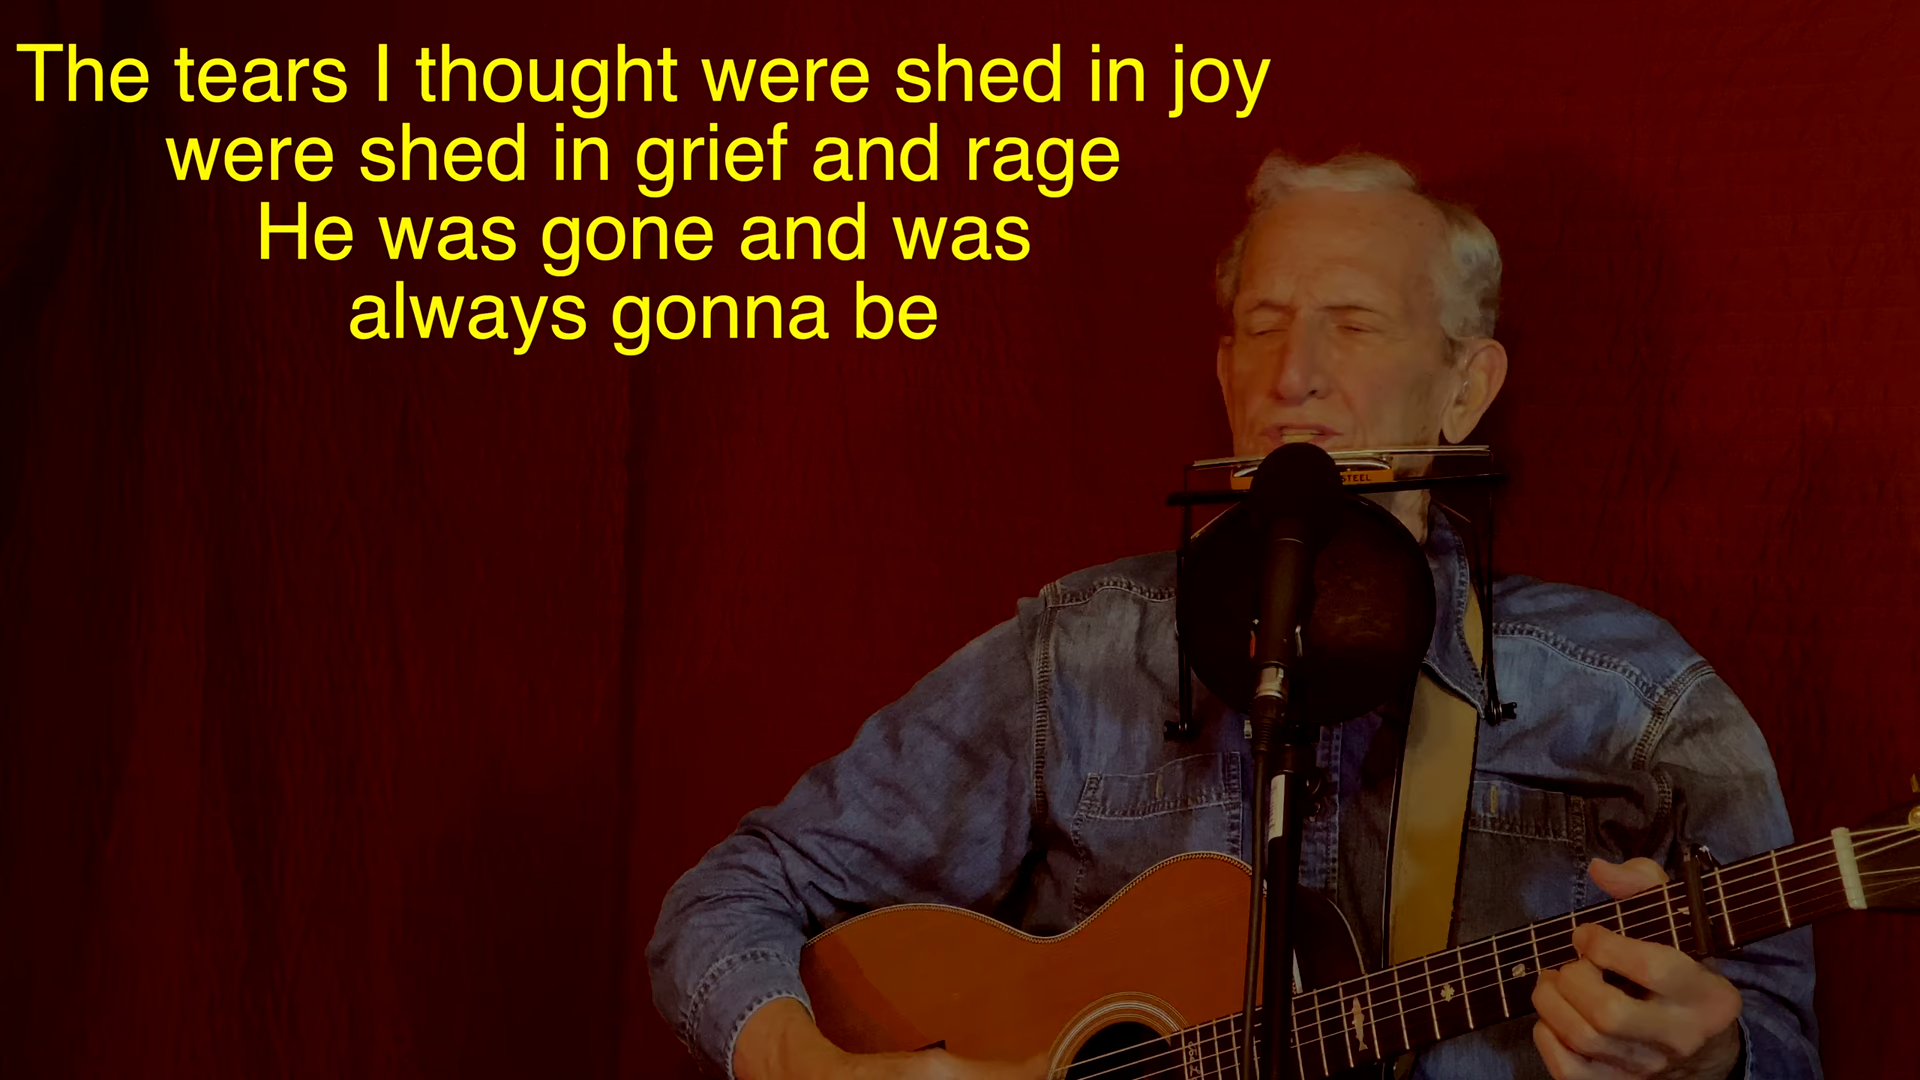 The tears I thought were shed in joy
were shed in grief and rage
He was gone and was
always gonna be
STEEL